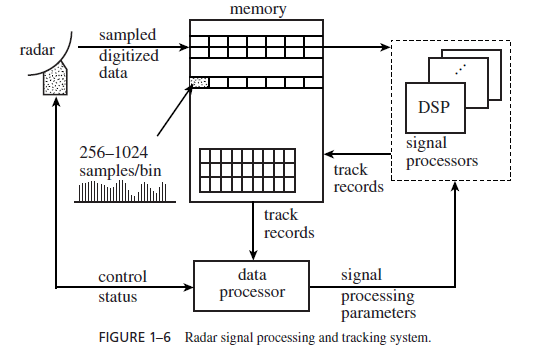 memory
radar
sampled
digitized
data
DSP
signal
processors
256–1024
samples/bin
track
records
track
records
control
status
data
processor
signal
processing
parameters
FIGURE 1–6 Radar signal processing and tracking system.